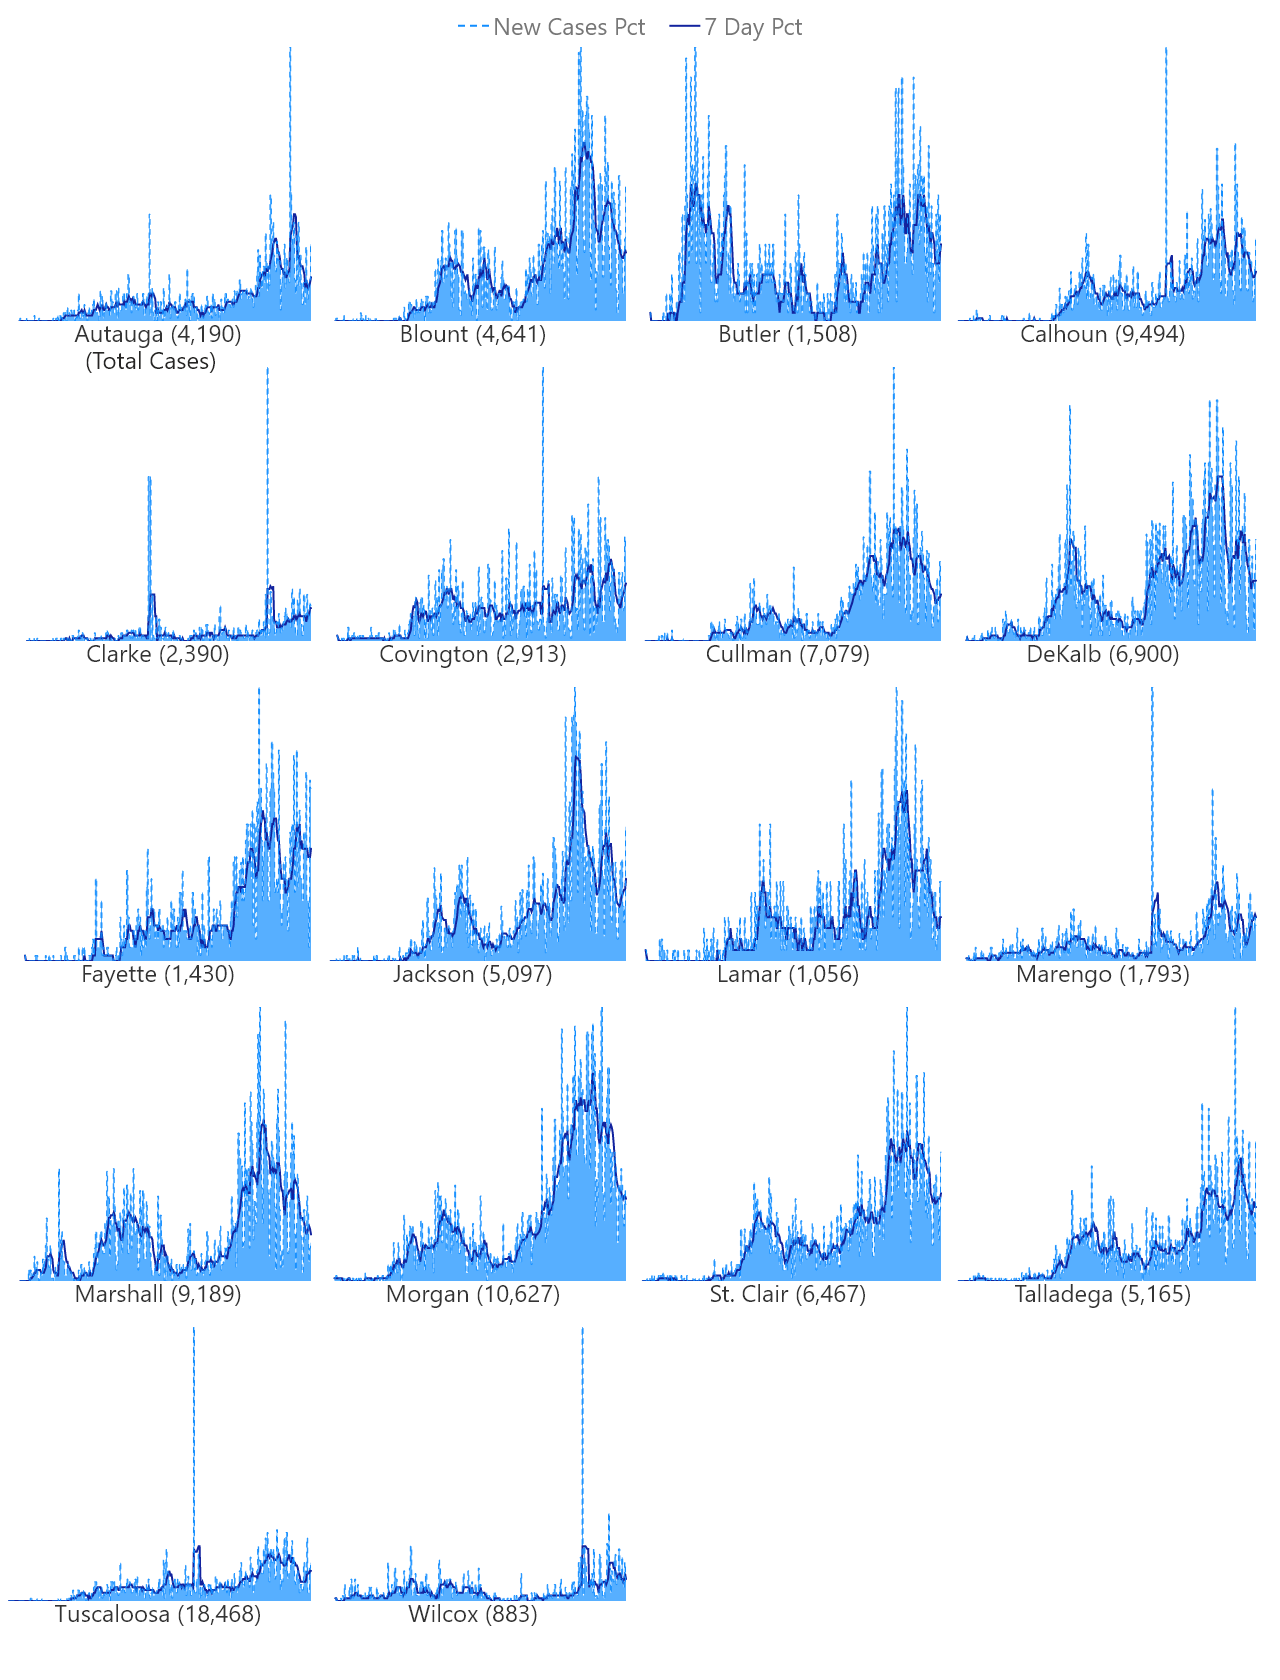 New Cases Pct 7 Day Pct
Autauga (4,190) Blount (4,641) Butler (1,508) Calhoun (9,494)
(Total Cases)
Clarke (2,390) Covington (2,913) Cullman (7,079) DeKalb (6,900)
Fayette (1,430) Jackson (5,097) Lamar (1,056) Marengo (1,793)
Marshall (9,189) Morgan (10,627) St. Clair (6,467) Talladega (5,165)
Tuscaloosa (18,468) Wilcox (883)